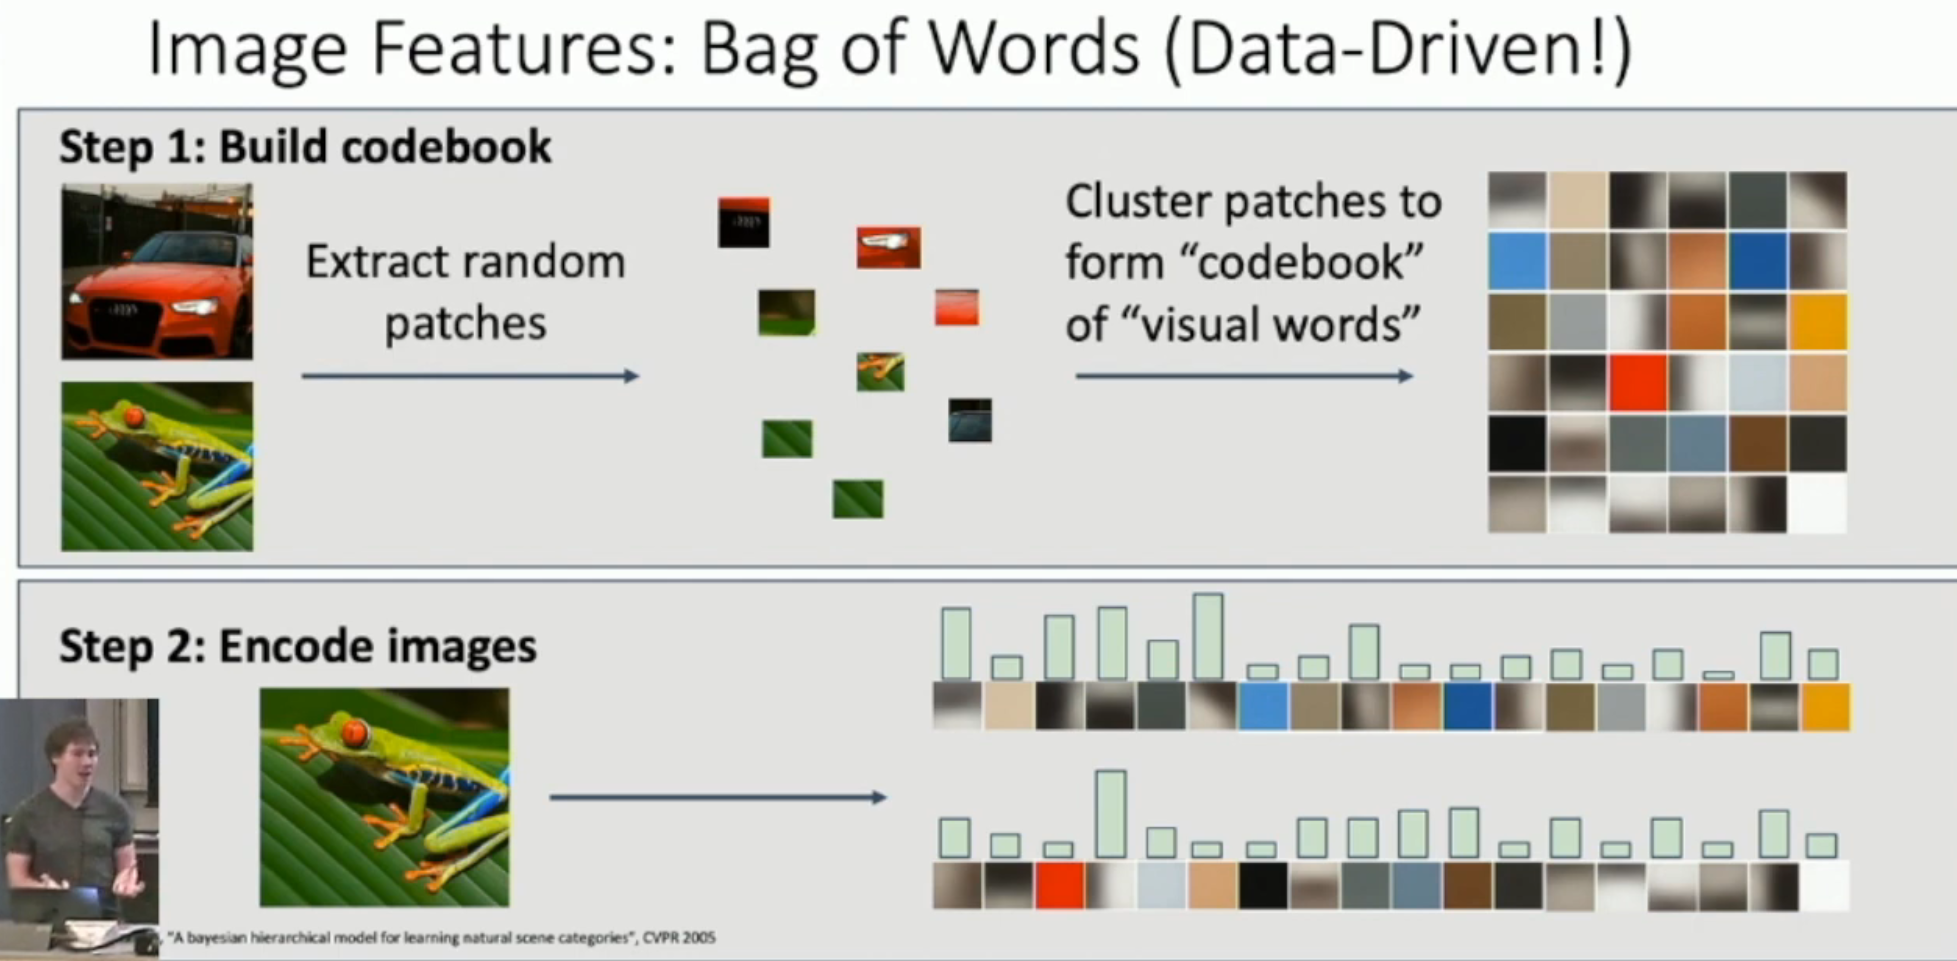 Image Features: Bag of Words (Data-Driven!)
Step 1: Build codebook
Extract random
patches
Cluster patches to
form “codebook”
of “visual words”
Step 2: Encode images
, "A bayesian hierarchical model for learning natural scene categories", CVPR 2005